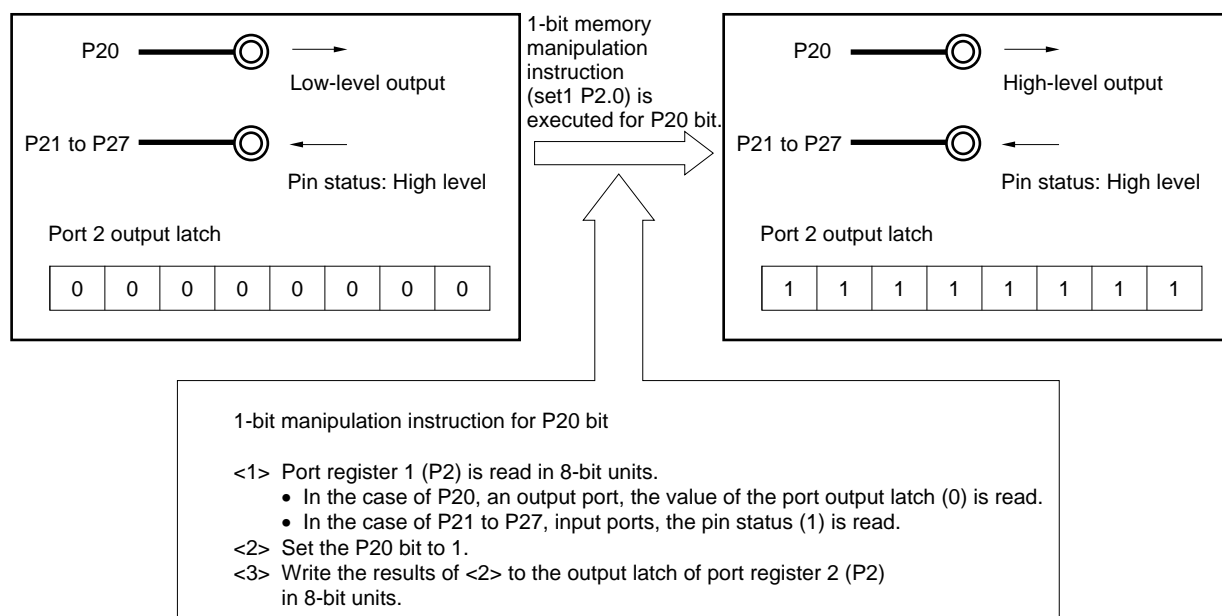 P20
Low-level output
P21 to P27
Pin status: High level
Port 2 output latch
0 0 0 0 0 0 0 0
1-bit memory
manipulation
instruction
(set1 P2.0) is
executed for P20 bit.
P20
High-level output
P21 to P27
Pin status: High level
Port 2 output latch
1 1 1 1 1 1 1 1
1-bit manipulation instruction for P20 bit
<1> Port register 1 (P2) is read in 8-bit units.
• In the case of P20, an output port, the value of the port output latch (0) is read.
• In the case of P21 to P27, input ports, the pin status (1) is read.
<2> Set the P20 bit to 1.
<3> Write the results of <2> to the output latch of port register 2 (P2)
in 8-bit units.